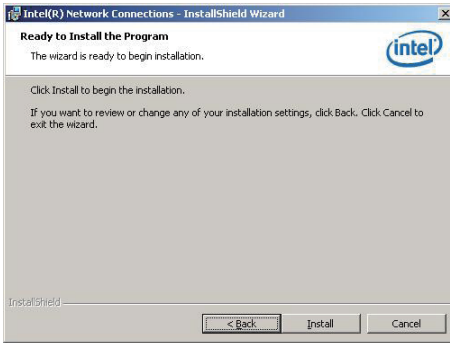 Intel(R) Network Connections - InstallShield Wizard
Ready to Install the Program
The wizard is ready to begin installation.
intel
Click Install to begin the installation.
If you want to review or change any of your installation settings, click Back. Click Cancel to
exit the wizard.
InstallShield
< Back Install Cancel